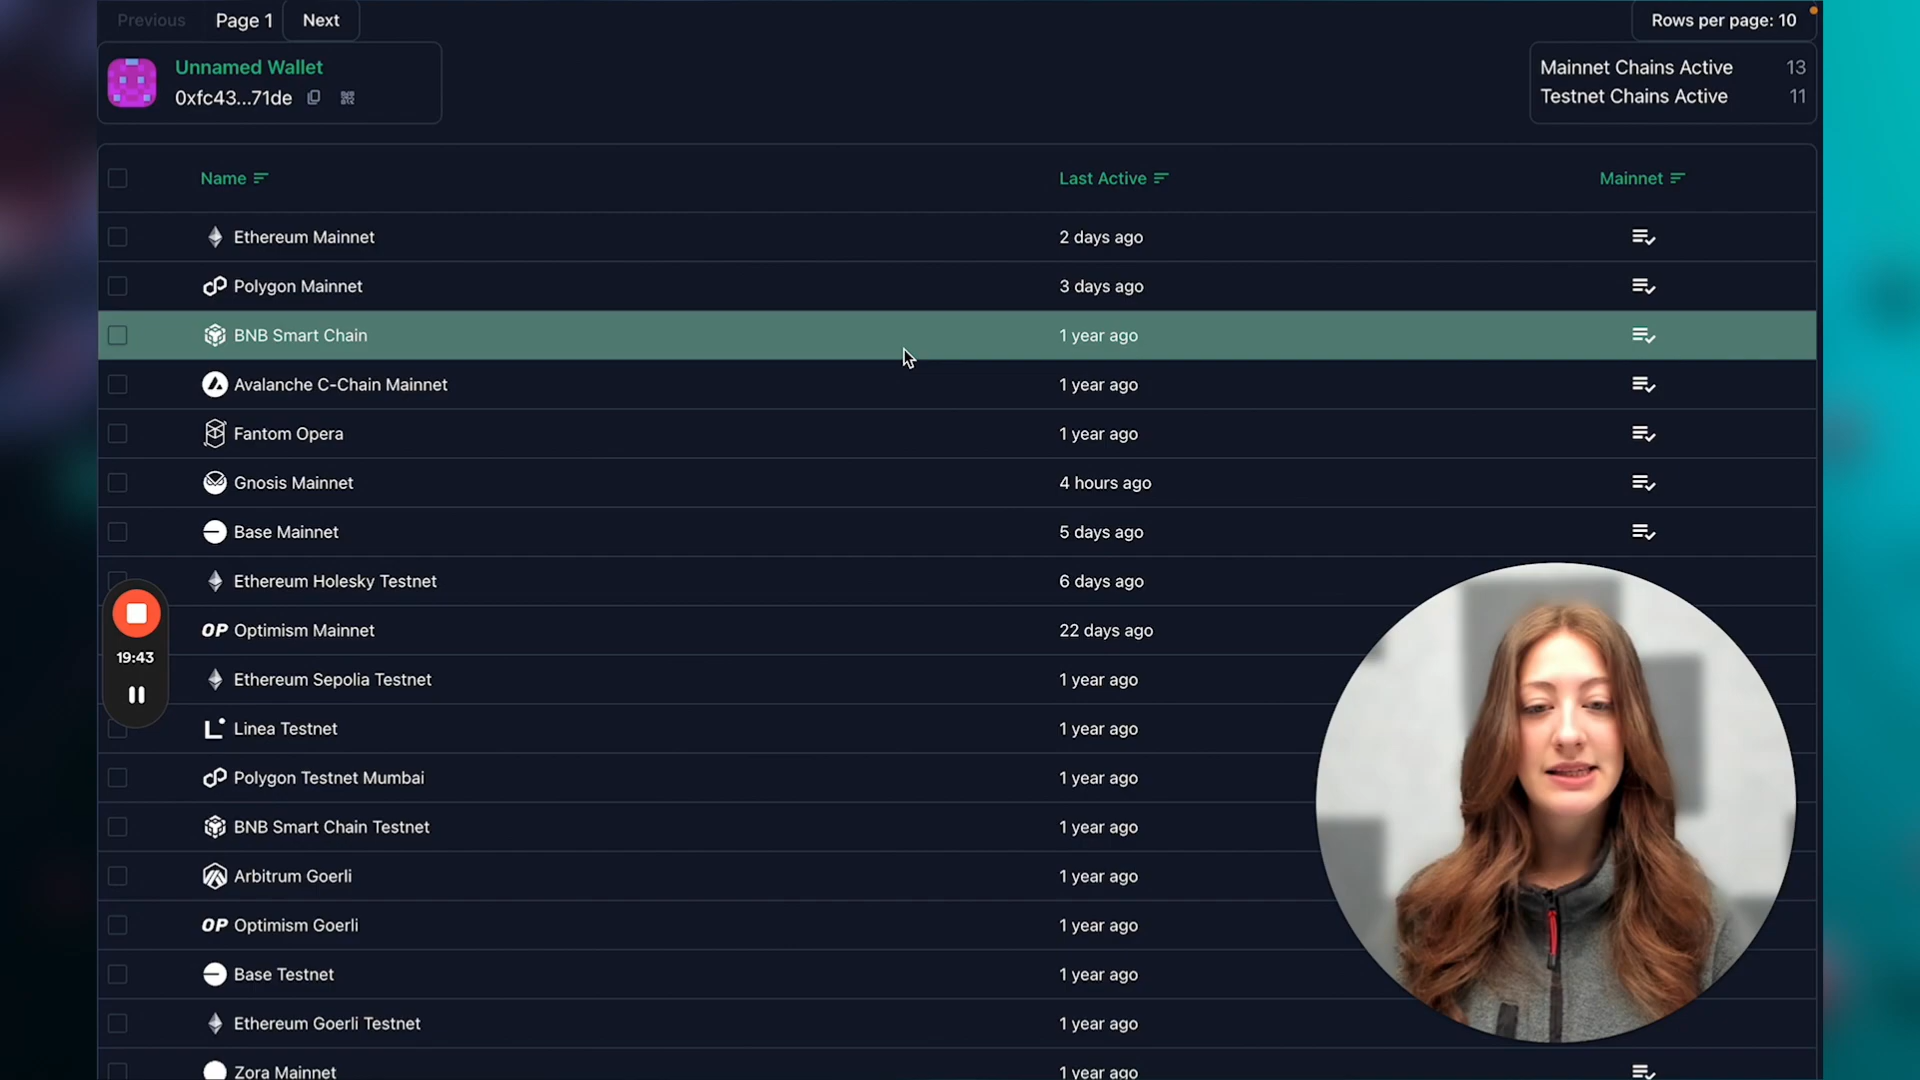 Previous Page 1 Next Rows per page: 10
Unnamed Wallet
0xfc43...71de
Mainnet Chains Active 13
Testnet Chains Active 11
Name Last Active Mainnet
Ethereum Mainnet 2 days ago
Polygon Mainnet 3 days ago
BNB Smart Chain 1 year ago
Avalanche C-Chain Mainnet 1 year ago
Fantom Opera 1 year ago
Gnosis Mainnet 4 hours ago
Base Mainnet 5 days ago
Ethereum Holesky Testnet 6 days ago
OP Optimism Mainnet 22 days ago
19:43
Ethereum Sepolia Testnet 1 year ago
Linea Testnet 1 year ago
Polygon Testnet Mumbai 1 year ago
BNB Smart Chain Testnet 1 year ago
Arbitrum Goerli 1 year ago
OP Optimism Goerli 1 year ago
Base Testnet 1 year ago
Ethereum Goerli Testnet 1 year ago
Zora Mainnet 1 year ago